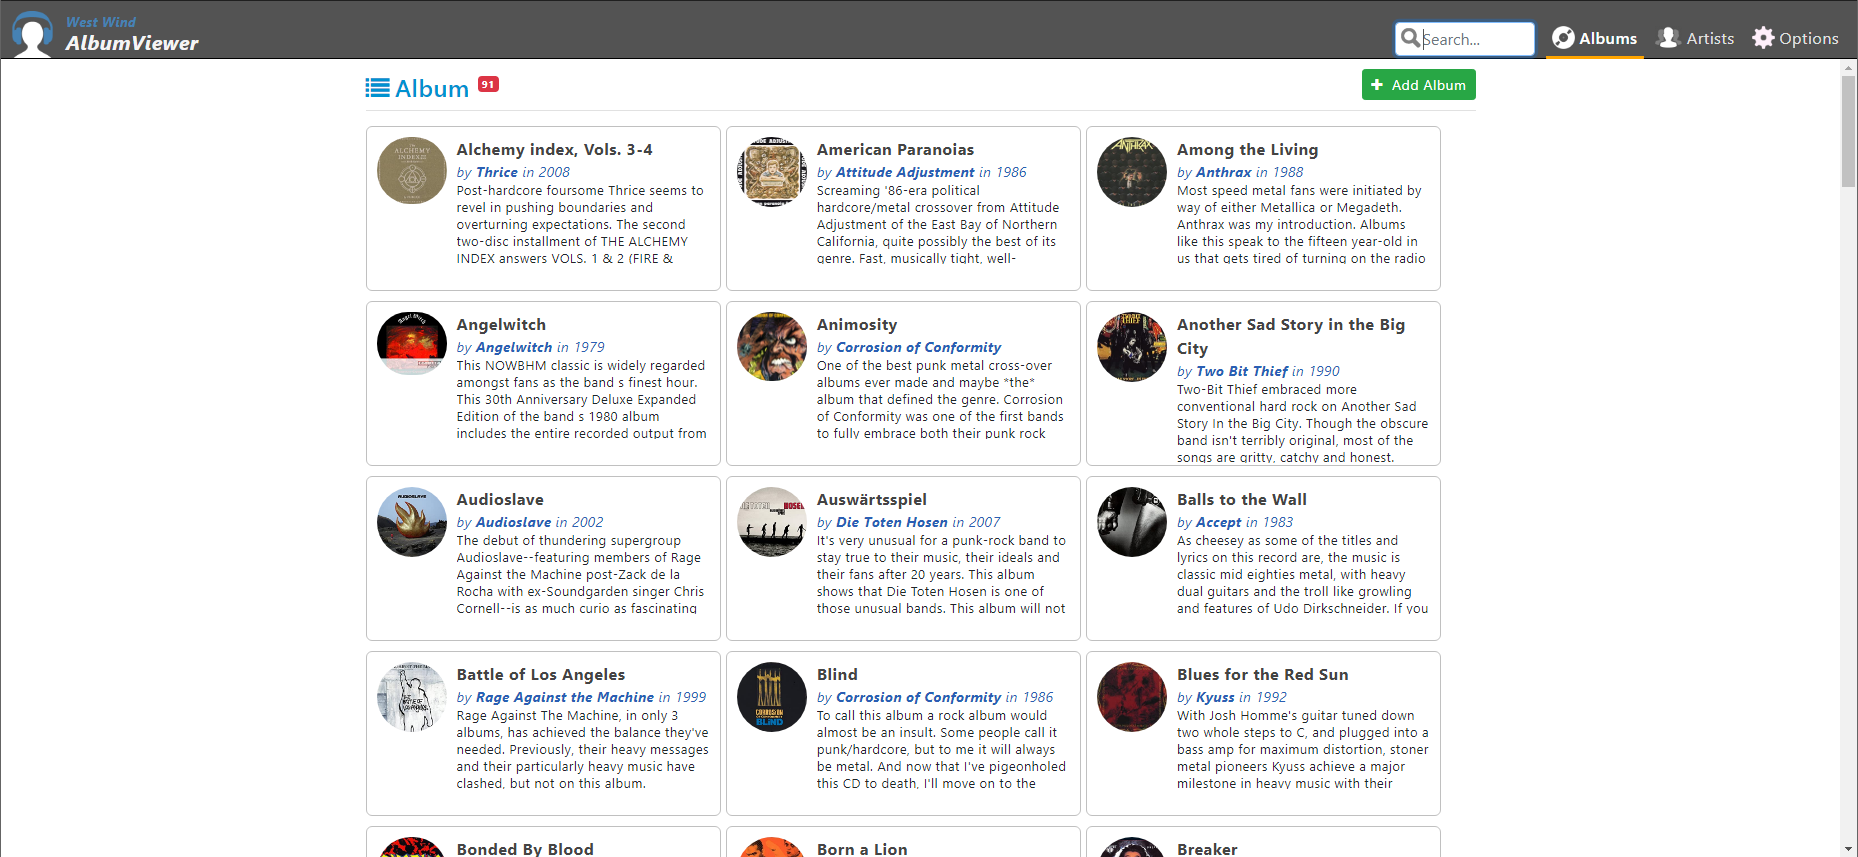 West Wind
AlbumViewer
Search...
Albums
Artists
Options
Album 91
Add Album
Alchemy index, Vols. 3-4
by Thrice in 2008
Post-hardcore foursome Thrice seems to
revel in pushing boundaries and
overturning expectations. The second
two-disc installment of THE ALCHEMY
INDEX answers VOLS. 1 & 2 (FIRE &
American Paranoias
by Attitude Adjustment in 1986
Screaming '86-era political
hardcore/metal crossover from Attitude
Adjustment of the East Bay of Northern
California, quite possibly the best of its
genre. Fast, musically tight, well-
Among the Living
by Anthrax in 1988
Most speed metal fans were initiated by
way of either Metallica or Megadeth.
Anthrax was my introduction. Albums
like this speak to the fifteen year-old in
us that gets tired of turning on the radio
Angelwitch
by Angelwitch in 1979
This NOWBHM classic is widely regarded
amongst fans as the band s finest hour.
This 30th Anniversary Deluxe Expanded
Edition of the band s 1980 album
includes the entire recorded output from
Animosity
by Corrosion of Conformity
One of the best punk metal cross-over
albums ever made and maybe *the*
album that defined the genre. Corrosion
of Conformity was one of the first bands
to fully embrace both their punk rock
Another Sad Story in the Big
City
by Two Bit Thief in 1990
Two-Bit Thief embraced more
conventional hard rock on Another Sad
Story In the Big City. Though the obscure
band isn't terribly original, most of the
songs are gritty, catchy and honest.
Audioslave
by Audioslave in 2002
The debut of thundering supergroup
Audioslave--featuring members of Rage
Against the Machine post-Zack de la
Rocha with ex-Soundgarden singer Chris
Cornell--is as much curio as fascinating
Auswärtsspiel
by Die Toten Hosen in 2007
It's very unusual for a punk-rock band to
stay true to their music, their ideals and
their fans after 20 years. This album
shows that Die Toten Hosen is one of
those unusual bands. This album will not
Balls to the Wall
by Accept in 1983
As cheesey as some of the titles and
lyrics on this record are, the music is
classic mid eighties metal, with heavy
dual guitars and the troll like growling
and features of Udo Dirkschneider. If you
Battle of Los Angeles
by Rage Against the Machine in 1999
Rage Against The Machine, in only 3
albums, has achieved the balance they've
needed. Previously, their heavy messages
and their particularly heavy music have
clashed, but not on this album.
Blind
by Corrosion of Conformity in 1986
To call this album a rock album would
almost be an insult. Some people call it
punk/hardcore, but to me it will always
be metal. And now that I've pigeonholed
this CD to death, I'll move on to the
Blues for the Red Sun
by Kyuss in 1992
With Josh Homme's guitar tuned down
two whole steps to C, and plugged into a
bass amp for maximum distortion, stoner
metal pioneers Kyuss achieve a major
milestone in heavy music with their
Bonded By Blood
Born a Lion
Breaker